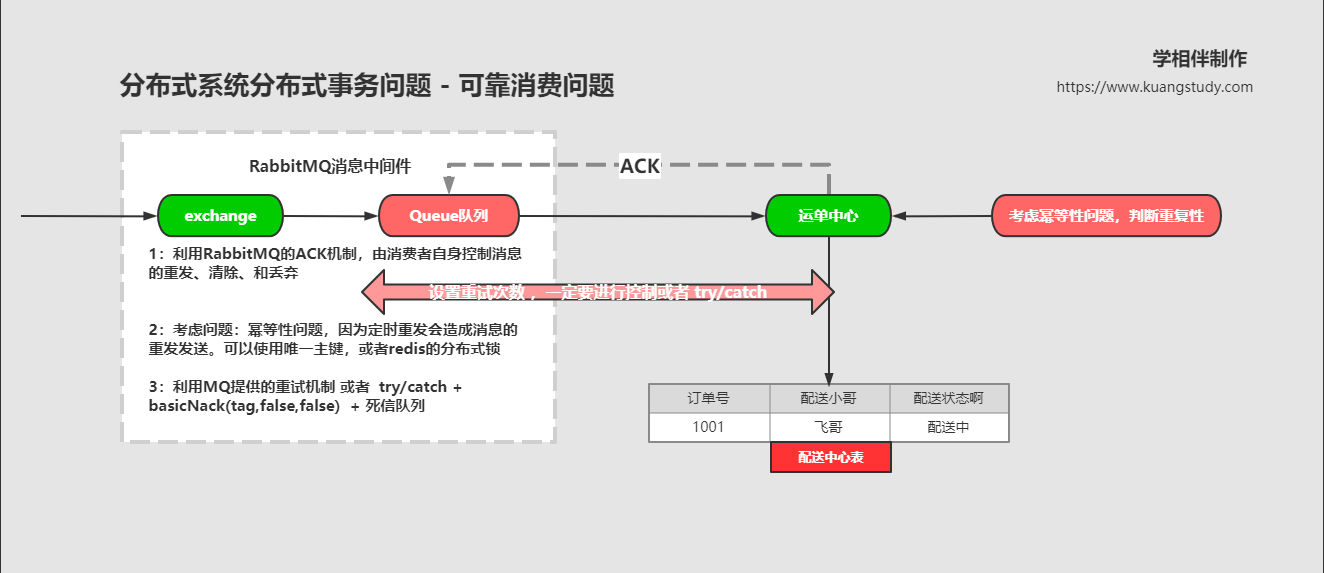 学相伴制作
分布式系统分布式事务问题 - 可靠消费问题
https://www.kuangstudy.com
RabbitMQ消息中间件
ACK
exchange
Queue队列
运单中心
考虑幂等性问题，判断重复性
1：利用RabbitMQ的ACK机制，由消费者自身控制消息
的重发、清除、和丢弃
设置重试次数 ，一定要进行控制或者 try/catch
2：考虑问题：幂等性问题，因为定时重发会造成消息的
重发发送。可以使用唯一主键，或者redis的分布式锁
3：利用MQ提供的重试机制 或者 try/catch +
basicNack(tag,false,false) + 死信队列
订单号 配送小哥 配送状态啊
1001 飞哥 配送中
配送中心表